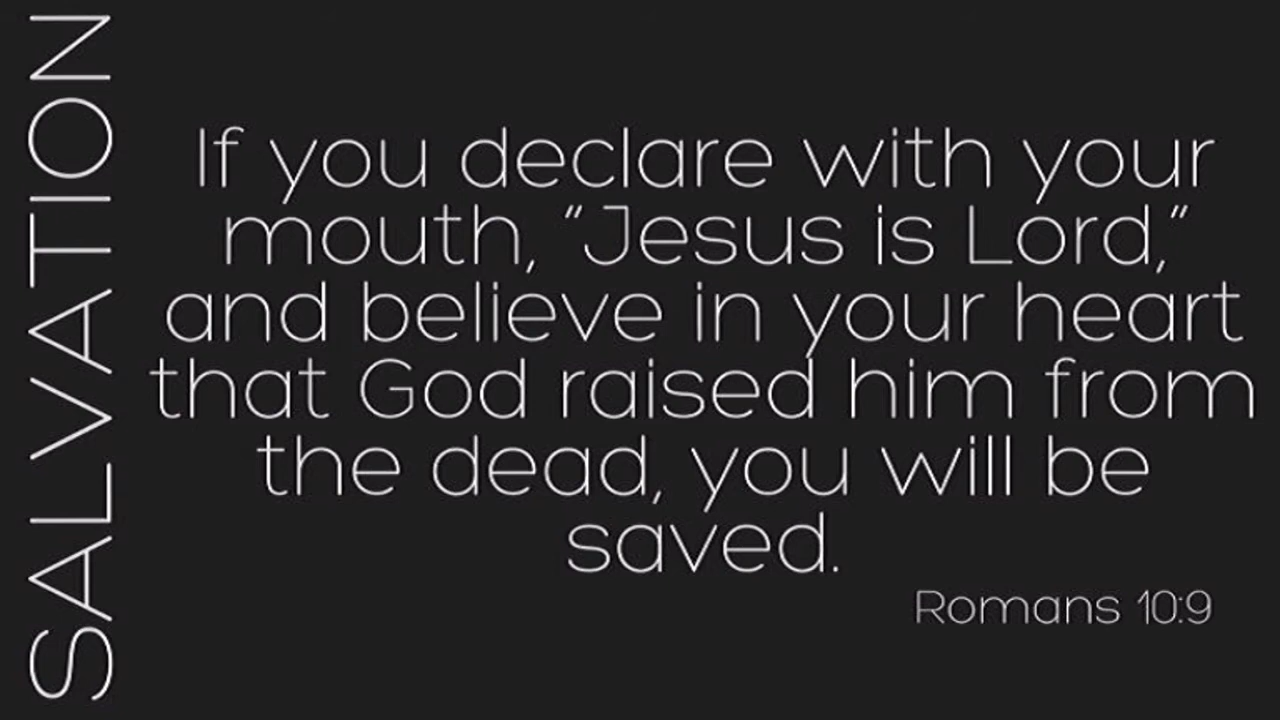 SALVATION
If you declare with your
mouth, “Jesus is Lord,”
and believe in your heart
that God raised him from
the dead, you will be
saved.
Romans 10:9